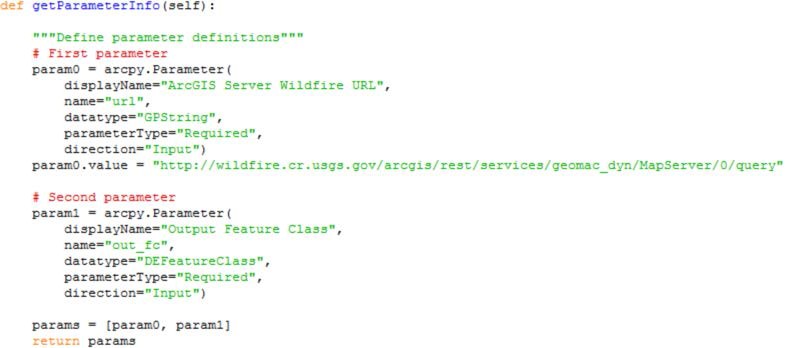 def getParameterInfo(self):
"""Define parameter definitions"""
# First parameter
param0 = arcpy.Parameter(
displayName="ArcGIS Server Wildfire URL",
name="url",
datatype="GPString",
parameterType="Required",
direction="Input")
param0.value = "http://wildfire.cr.usgs.gov/arcgis/rest/services/geomac_dyn/MapServer/0/query"
# Second parameter
param1 = arcpy.Parameter(
displayName="Output Feature Class",
name="out_fc",
datatype="DEFeatureClass",
parameterType="Required",
direction="Input")
params = [param0, param1]
return params